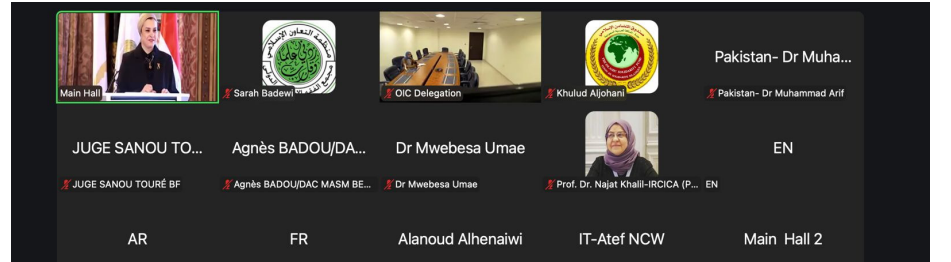 Pakistan- Dr Muha...
Main Hall
Sarah Badewi
OIC Delegation
Khulud Aljohani
Pakistan- Dr Muhammad Arif
JUGE SANOU TO...
Agnès BADOU/DA...
Dr Mwebesa Umae
EN
JUGE SANOU TOURÉ BF
Agnès BADOU/DAC MASM BE...
Dr Mwebesa Umae
Prof. Dr. Najat Khalil-IRCICA (P...
EN
AR
FR
Alanoud Alhenaiwi
IT-Atef NCW
Main Hall 2